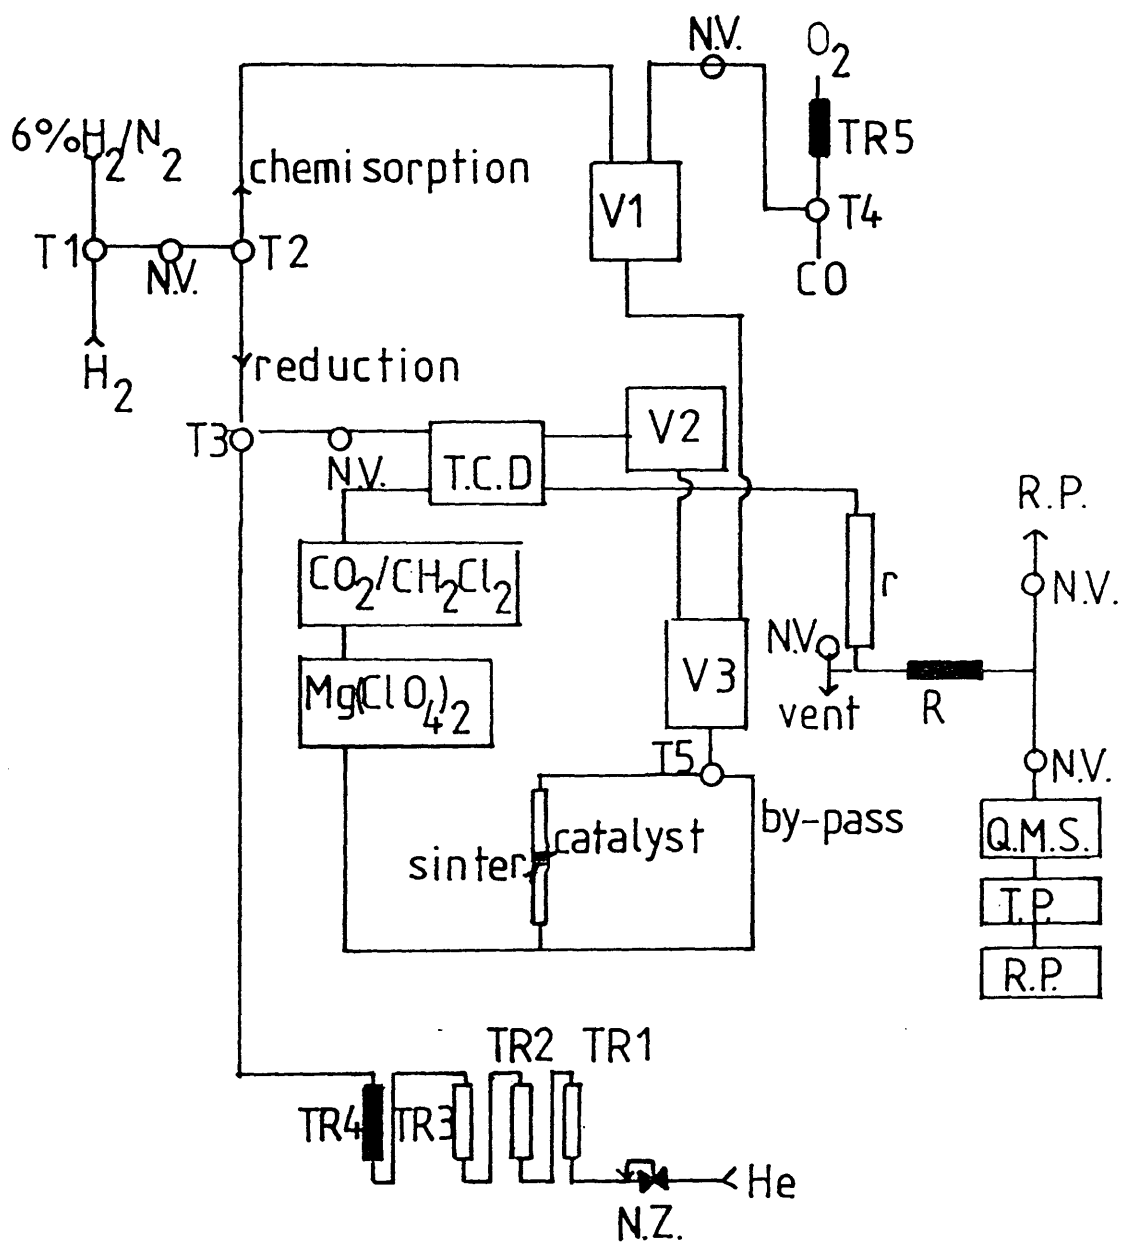 N.V.
O2
6%H2/N2
TR5
chemisorption
V1
T4
T1
T2
N.V.
CO
reduction
H2
V2
T3
N.V.
T.C.D
R.P.
CO2/CH2Cl2
r
N.V.
N.V.
Mg(ClO4)2
V3
vent
R
T5
N.V.
by-pass
catalyst
sinter
Q.M.S.
T.P.
R.P.
TR2
TR1
TR4
TR3
He
N.Z.